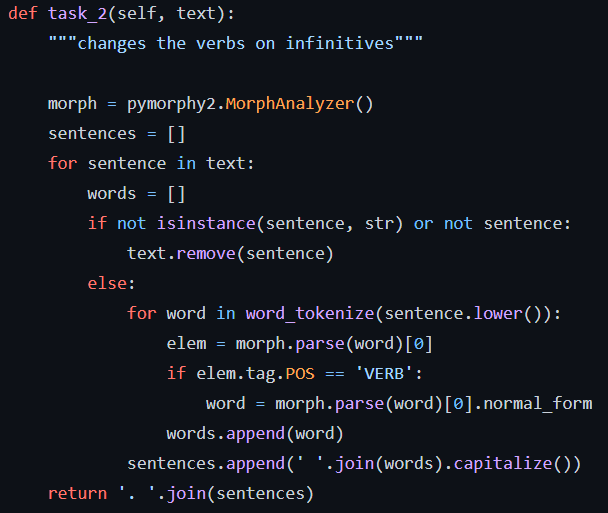 def task_2(self, text):
    """changes the verbs on infinitives"""

    morph = pymorphy2.MorphAnalyzer()
    sentences = []
    for sentence in text:
        words = []
        if not isinstance(sentence, str) or not sentence:
            text.remove(sentence)
        else:
            for word in word_tokenize(sentence.lower()):
                elem = morph.parse(word)[0]
                if elem.tag.POS == 'VERB':
                    word = morph.parse(word)[0].normal_form
                words.append(word)
            sentences.append(' '.join(words).capitalize())
    return '. '.join(sentences)